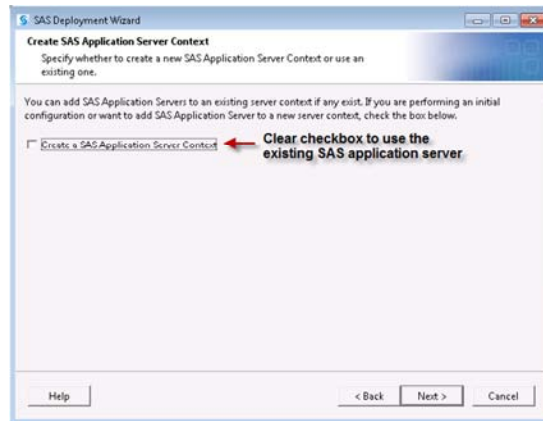 SAS Deployment Wizard
Create SAS Application Server Context
Specify whether to create a new SAS Application Server Context or use an
existing one.
You can add SAS Application Servers to an existing server context if any exist. If you are performing an initial
configuration or want to add SAS Application Server to a new server context, check the box below.
Create a SAS Application Server Context
Clear checkbox to use the
existing SAS application server
Help
< Back
Next >
Cancel